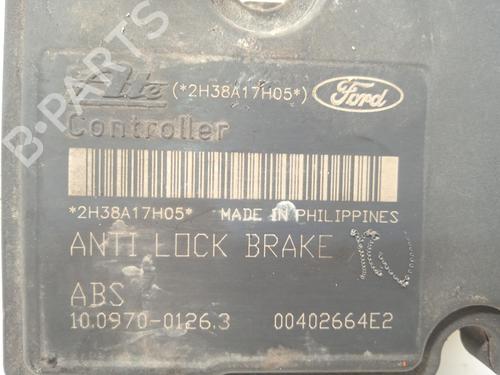 B-PARTS
Ate (*2H38A17H05*) Ford
Controller
*2H38A17H05* MADE IN PHILIPPINES
ANTI LOCK BRAKE
ABS
10.0970-0126.3 00402664E2